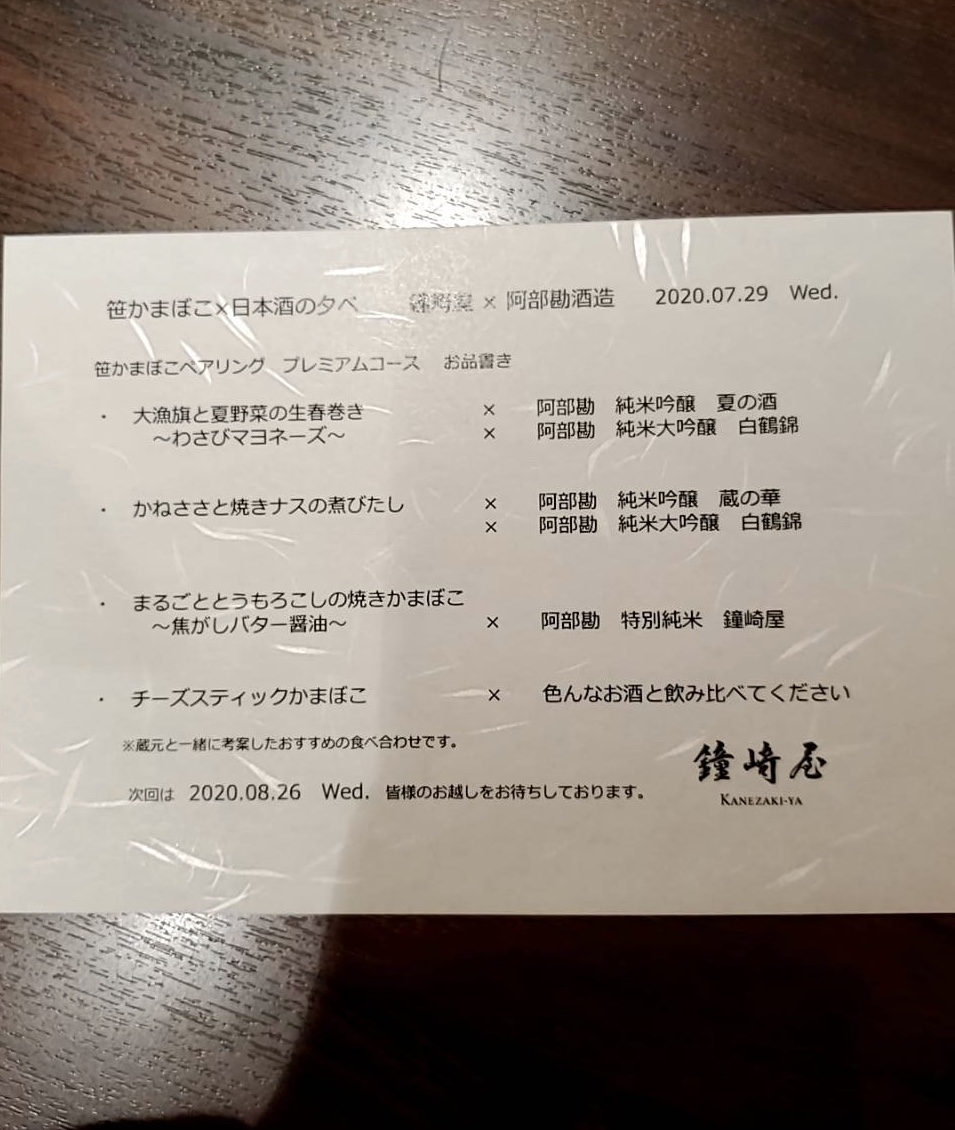 笹かまぼこ×日本酒の夕べ × 阿部勘酒造 2020.07.29 Wed.
笹かまぼこペアリング プレミアムコース お品書き
・ 大漁旗と夏野菜の生春巻き × 阿部勘 純米吟醸 夏の酒
～わさびマヨネーズ～ × 阿部勘 純米大吟醸 白鶴錦
・ かねささと焼きナスの煮びたし × 阿部勘 純米吟醸 蔵の華
× 阿部勘 純米大吟醸 白鶴錦
・ まるごととうもろこしの焼きかまぼこ
～焦がしバター醤油～ × 阿部勘 特別純米 鐘崎屋
・ チーズスティックかまぼこ × 色んなお酒と飲み比べてください
※蔵元と一緒に考案したおすすめの食べ合わせです。
鐘崎屋
KANEZAKI-YA
次回は 2020.08.26 Wed. 皆様のお越しをお待ちしております。